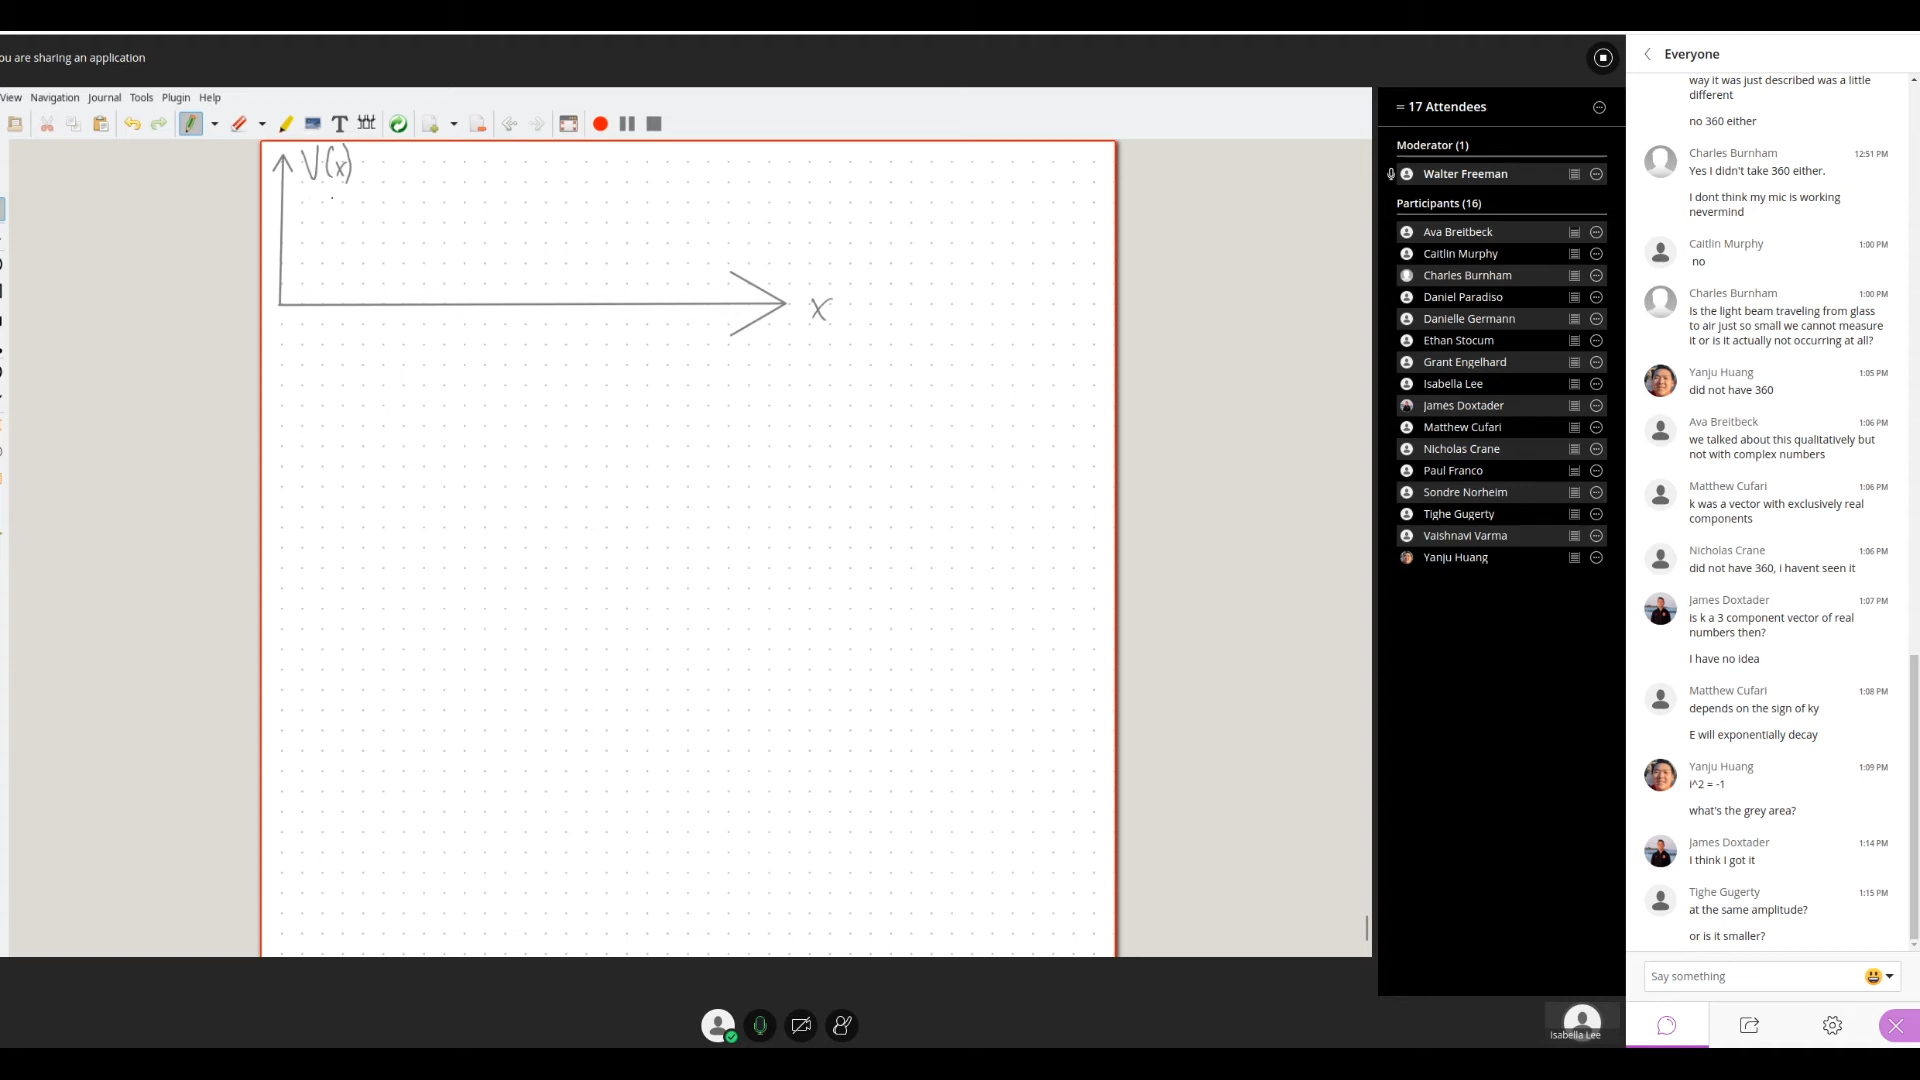 ou are sharing an application
View Navigation Journal Tools Plugin Help
V(x)
x
= 17 Attendees
Moderator (1)
Walter Freeman
Participants (16)
Ava Breitbeck
Caitlin Murphy
Charles Burnham
Daniel Paradiso
Danielle Germann
Ethan Stocum
Grant Engelhard
Isabella Lee
James Doxtader
Matthew Cufari
Nicholas Crane
Paul Franco
Sondre Norheim
Tighe Gugerty
Vaishnavi Varma
Yanju Huang
Isabella Lee
Everyone
way it was just described was a little
different
no 360 either
Charles Burnham 12:51 PM
Yes I didn't take 360 either.
I dont think my mic is working
nevermind
Caitlin Murphy 1:00 PM
no
Charles Burnham 1:00 PM
Is the light beam traveling from glass
to air just so small we cannot measure
it or is it actually not occurring at all?
Yanju Huang 1:05 PM
did not have 360
Ava Breitbeck 1:06 PM
we talked about this qualitatively but
not with complex numbers
Matthew Cufari 1:06 PM
k was a vector with exclusively real
components
Nicholas Crane 1:06 PM
did not have 360, i havent seen it
James Doxtader 1:07 PM
is k a 3 component vector of real
numbers then?
I have no idea
Matthew Cufari 1:08 PM
depends on the sign of ky
E will exponentially decay
Yanju Huang 1:09 PM
i^2 = -1
what's the grey area?
James Doxtader 1:14 PM
I think I got it
Tighe Gugerty 1:15 PM
at the same amplitude?
or is it smaller?
Say something